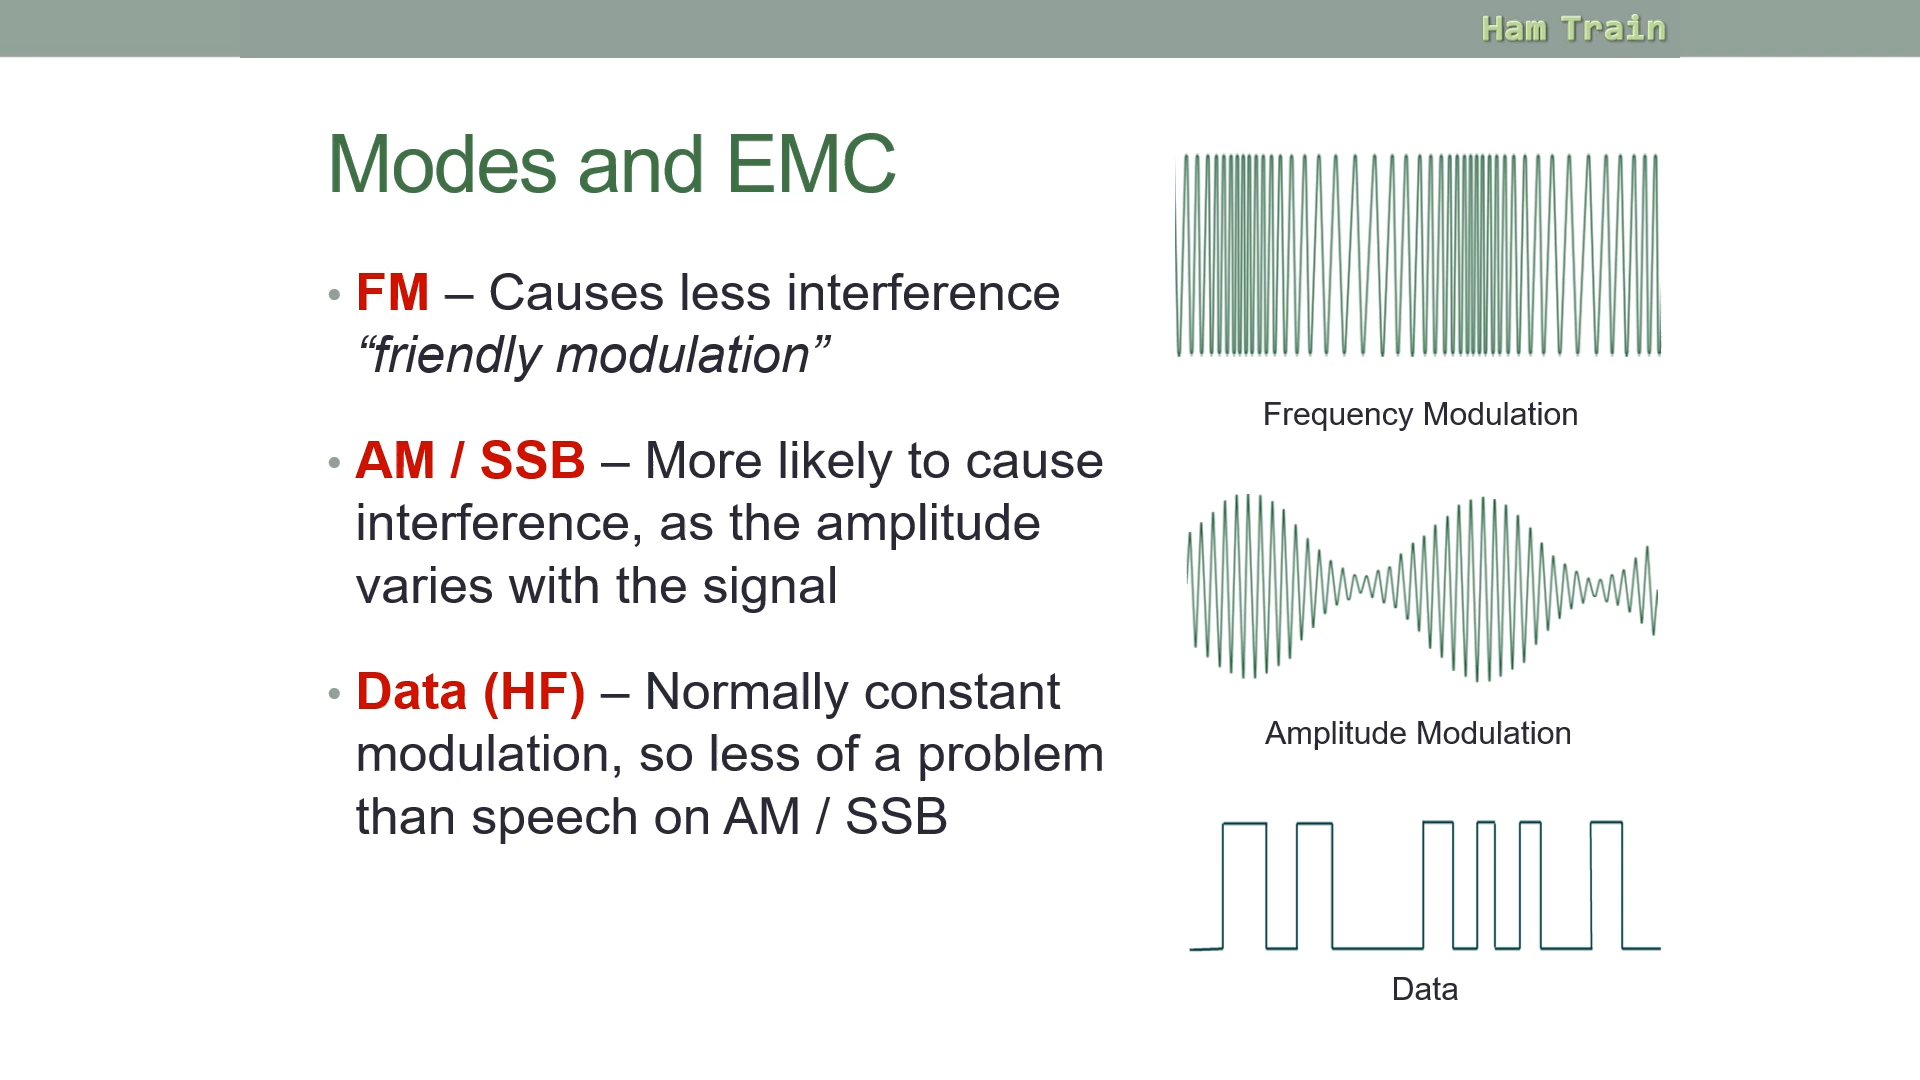 Ham Train
Modes and EMC
• FM – Causes less interference
“friendly modulation”
• AM / SSB – More likely to cause
interference, as the amplitude
varies with the signal
• Data (HF) – Normally constant
modulation, so less of a problem
than speech on AM / SSB
Frequency Modulation
Amplitude Modulation
Data